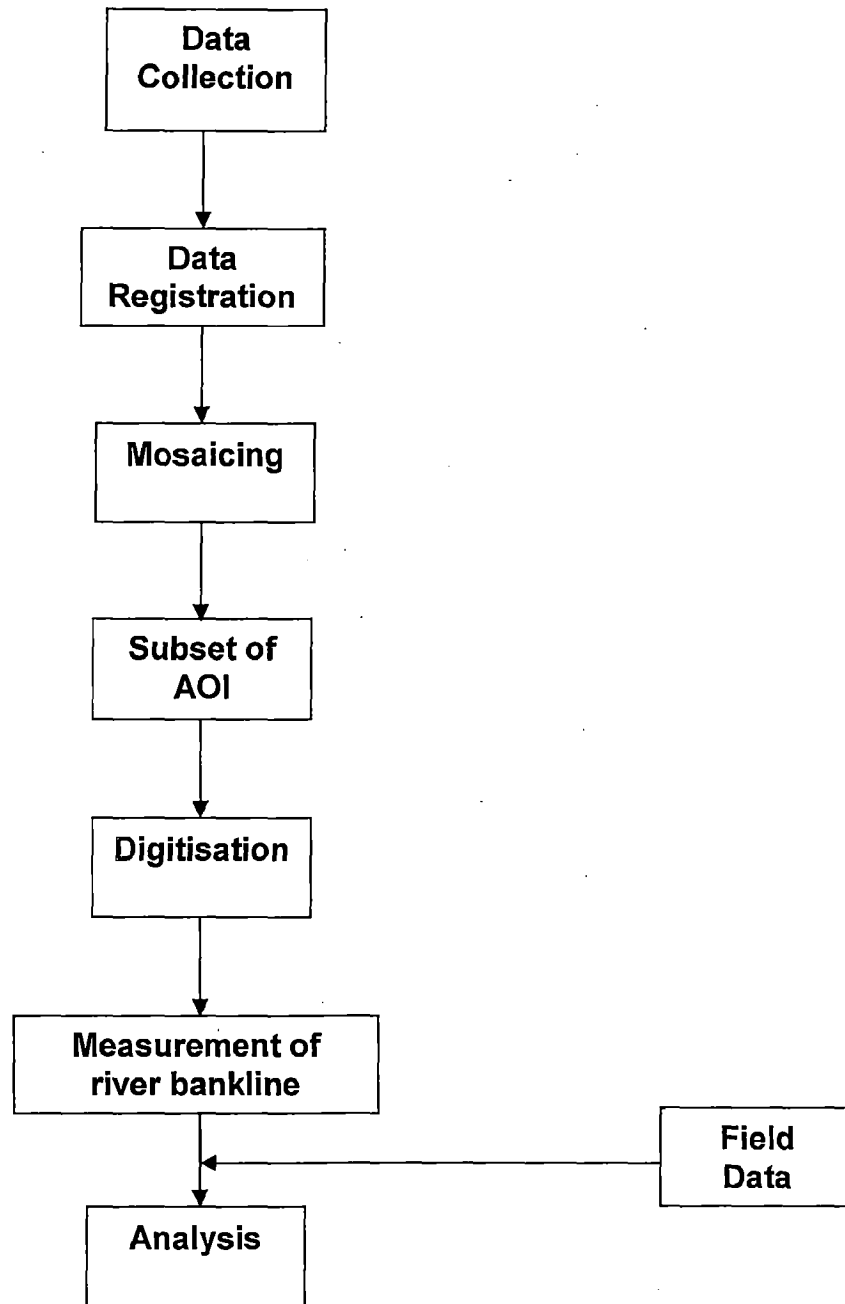 Data
Collection
Data
Registration
Mosaicing
Subset of
AOI
Digitisation
Measurement of
river bankline
Field
Data
Analysis